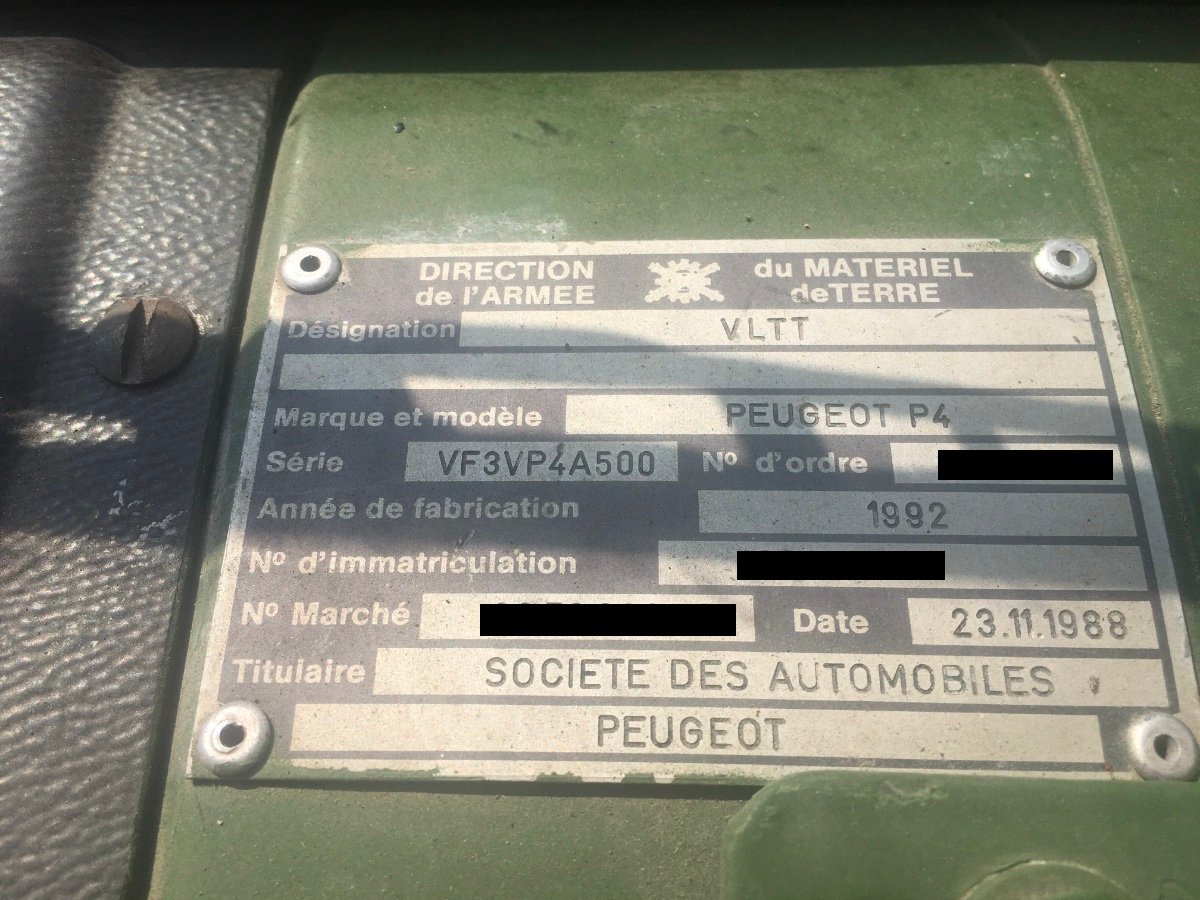 DIRECTION du MATERIEL
de l'ARMEE deTERRE
Désignation VLTT
Marque et modèle PEUGEOT P4
Série VF3VP4A500 Nº d'ordre
Année de fabrication 1992
Nº d'immatriculation
Nº Marché Date 23.11.1988
Titulaire SOCIETE DES AUTOMOBILES
PEUGEOT